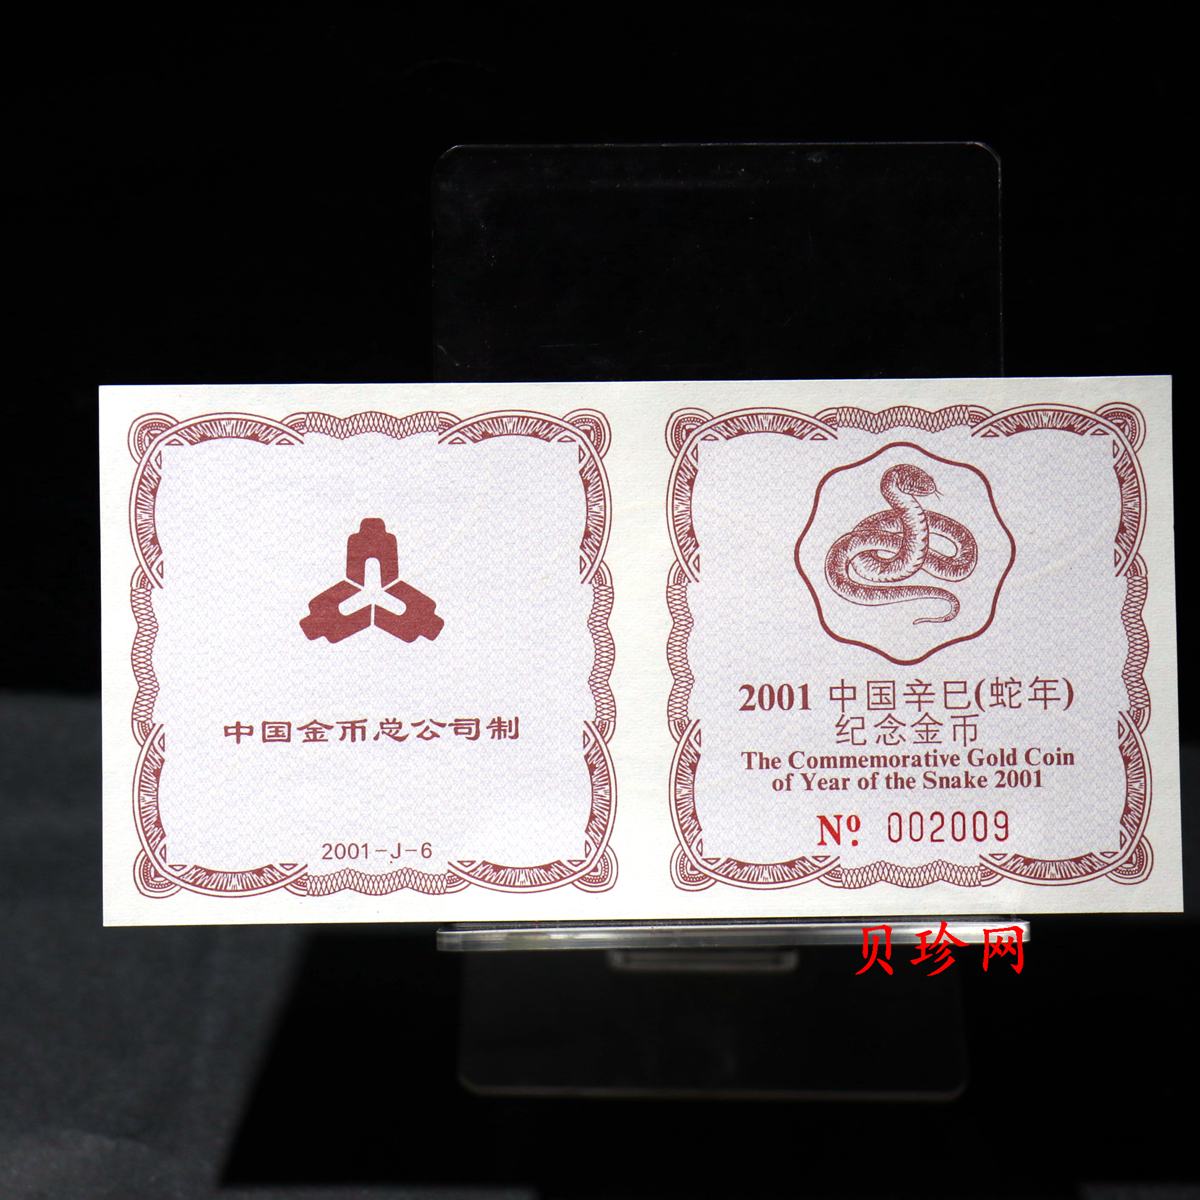 中国金币总公司制
2001-J-6
2001 中国辛巳(蛇年)
纪念金币
The Commemorative Gold Coin
of Year of the Snake 2001
Nº. 002009
贝珍网